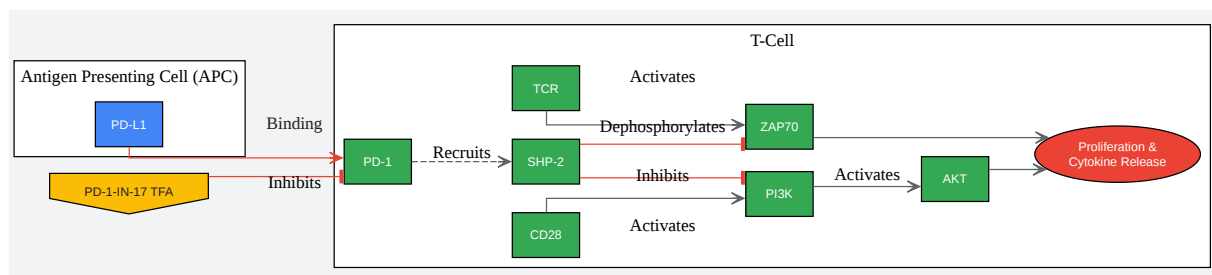 T-Cell
Antigen Presenting Cell (APC)
PD-L1
Binding
PD-1-IN-17 TFA
Inhibits
PD-1
Recruits
TCR
Activates
Dephosphorylates
ZAP70
SHP-2
Inhibits
PI3K
CD28
Activates
Activates
AKT
Proliferation &
Cytokine Release